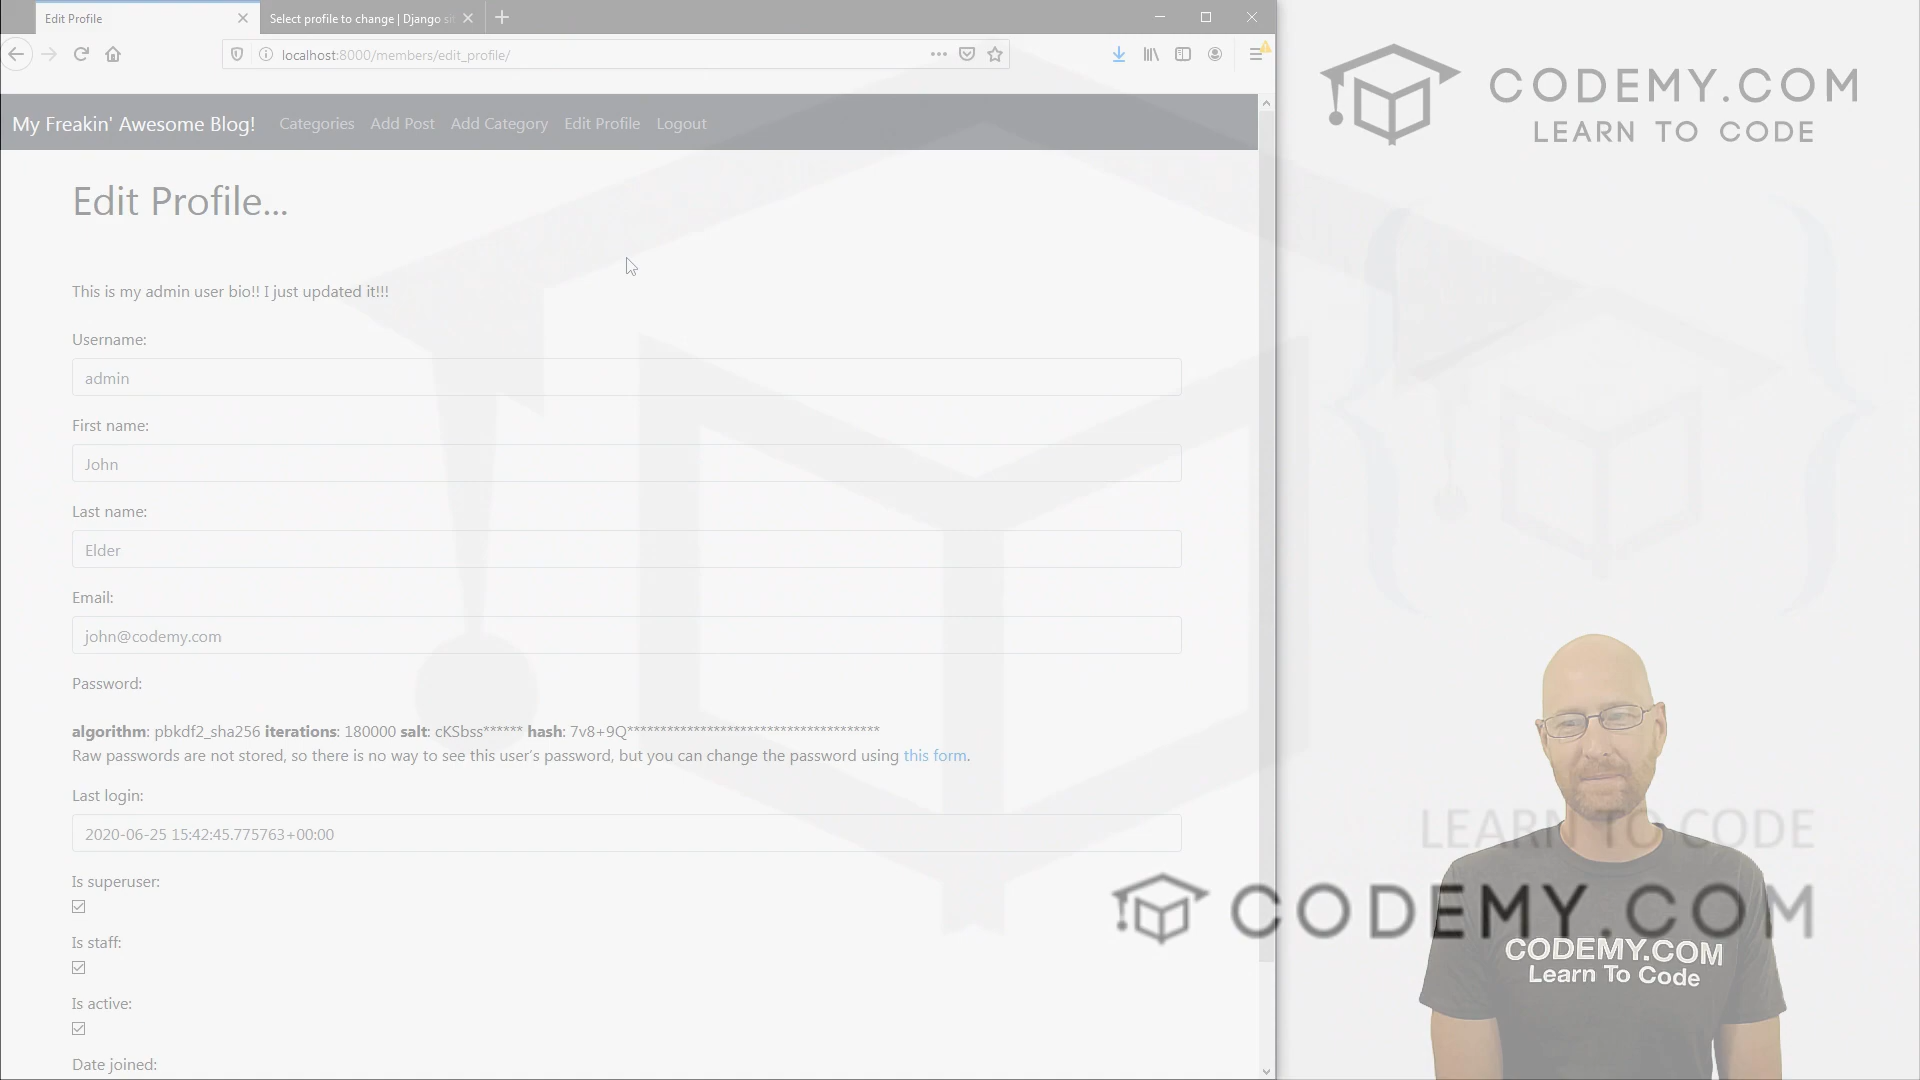 Edit Profile
Select profile to change | Django si
localhost:8000/members/edit_profile/
My Freakin' Awesome Blog!
Categories
Add Post
Add Category
Edit Profile
Logout
CODEMY.COM
LEARN TO CODE
Edit Profile...
This is my admin user bio!! I just updated it!!!
Username:
admin
First name:
John
Last name:
Elder
Email:
john@codemy.com
Password:
algorithm: pbkdf2_sha256 iterations: 180000 salt: cKSbss****** hash: 7v8+9Q**************************************
Raw passwords are not stored, so there is no way to see this user's password, but you can change the password using this form.
Last login:
2020-06-25 15:42:45.775763+00:00
Is superuser:
Is staff:
Is active:
Date joined:
LEARN TO CODE
CODEMY.COM
CODEMY.COM
Learn To Code